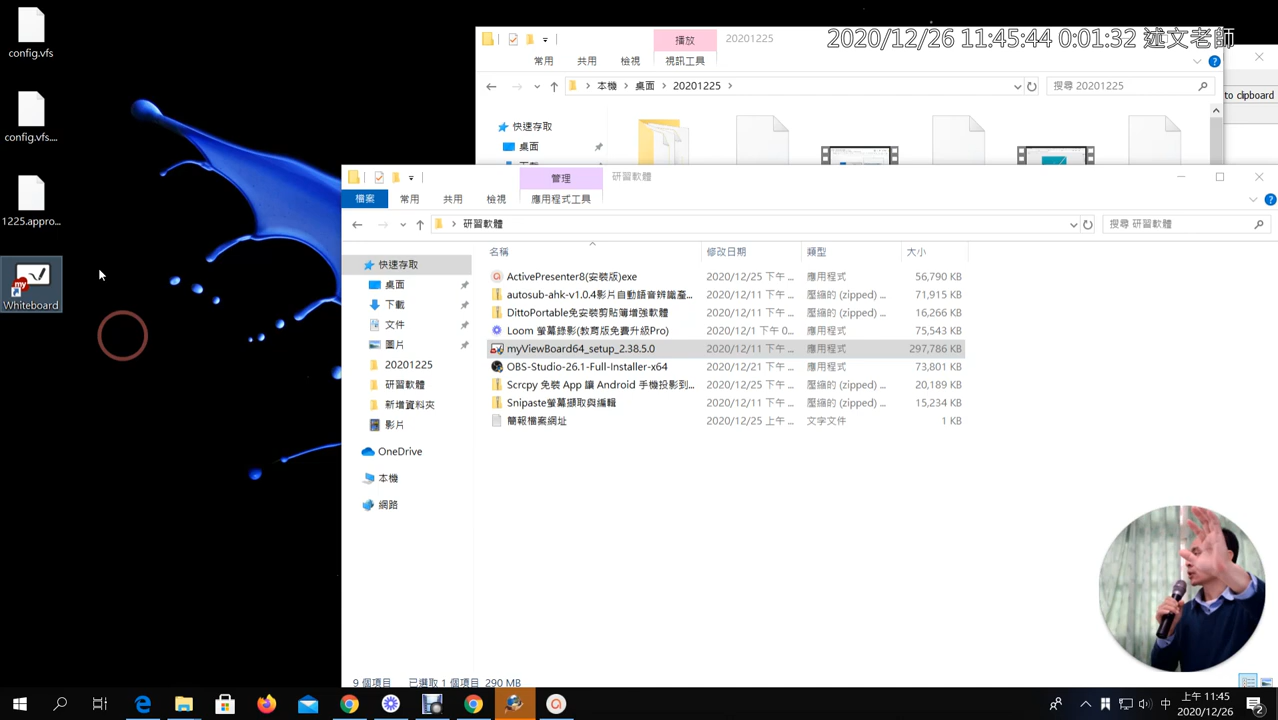 config.vfs
config.vfs....
1225.appro...
my
Whiteboard
播放
20201225
2020/12/26 11:45:44 0:01:32 述文老師
常用
共用
檢視
視訊工具
to clpboard
本機
桌面
20201225
搜尋 20201225
快速存取
桌面
管理
研習軟體
檔案
常用
共用
檢視
應用程式工具
研習軟體
搜尋 研習軟體
名稱
修改日期
類型
大小
快速存取
桌面
下載
文件
圖片
20201225
研習軟體
新增資料夾
影片
OneDrive
本機
網路
ActivePresenter8(安裝版)exe 2020/12/25 下午 ... 應用程式 56,790 KB
autosub-ahk-v1.0.4影片自動語音辨識產... 2020/12/25 下午 ... 壓縮的 (zipped) ... 71,915 KB
DittoPortable免安裝剪貼簿增強軟體 2020/12/11 下午 ... 壓縮的 (zipped) ... 16,266 KB
Loom 螢幕錄影(教育版免費升級Pro) 2020/12/1 下午 0... 應用程式 75,543 KB
myViewBoard64_setup_2.38.5.0 2020/12/11 下午 ... 應用程式 297,786 KB
OBS-Studio-26.1-Full-Installer-x64 2020/12/21 下午 ... 應用程式 73,801 KB
Scrcpy 免裝 App 讓 Android 手機投影到... 2020/12/25 下午 ... 壓縮的 (zipped) ... 20,189 KB
Snipaste螢幕擷取與編輯 2020/12/11 下午 ... 壓縮的 (zipped) ... 15,234 KB
簡報檔案網址 2020/12/25 上午 ... 文字文件 1 KB
9 個項目 已選取 1 個項目 290 MB
中
上午 11:45
2020/12/26
2